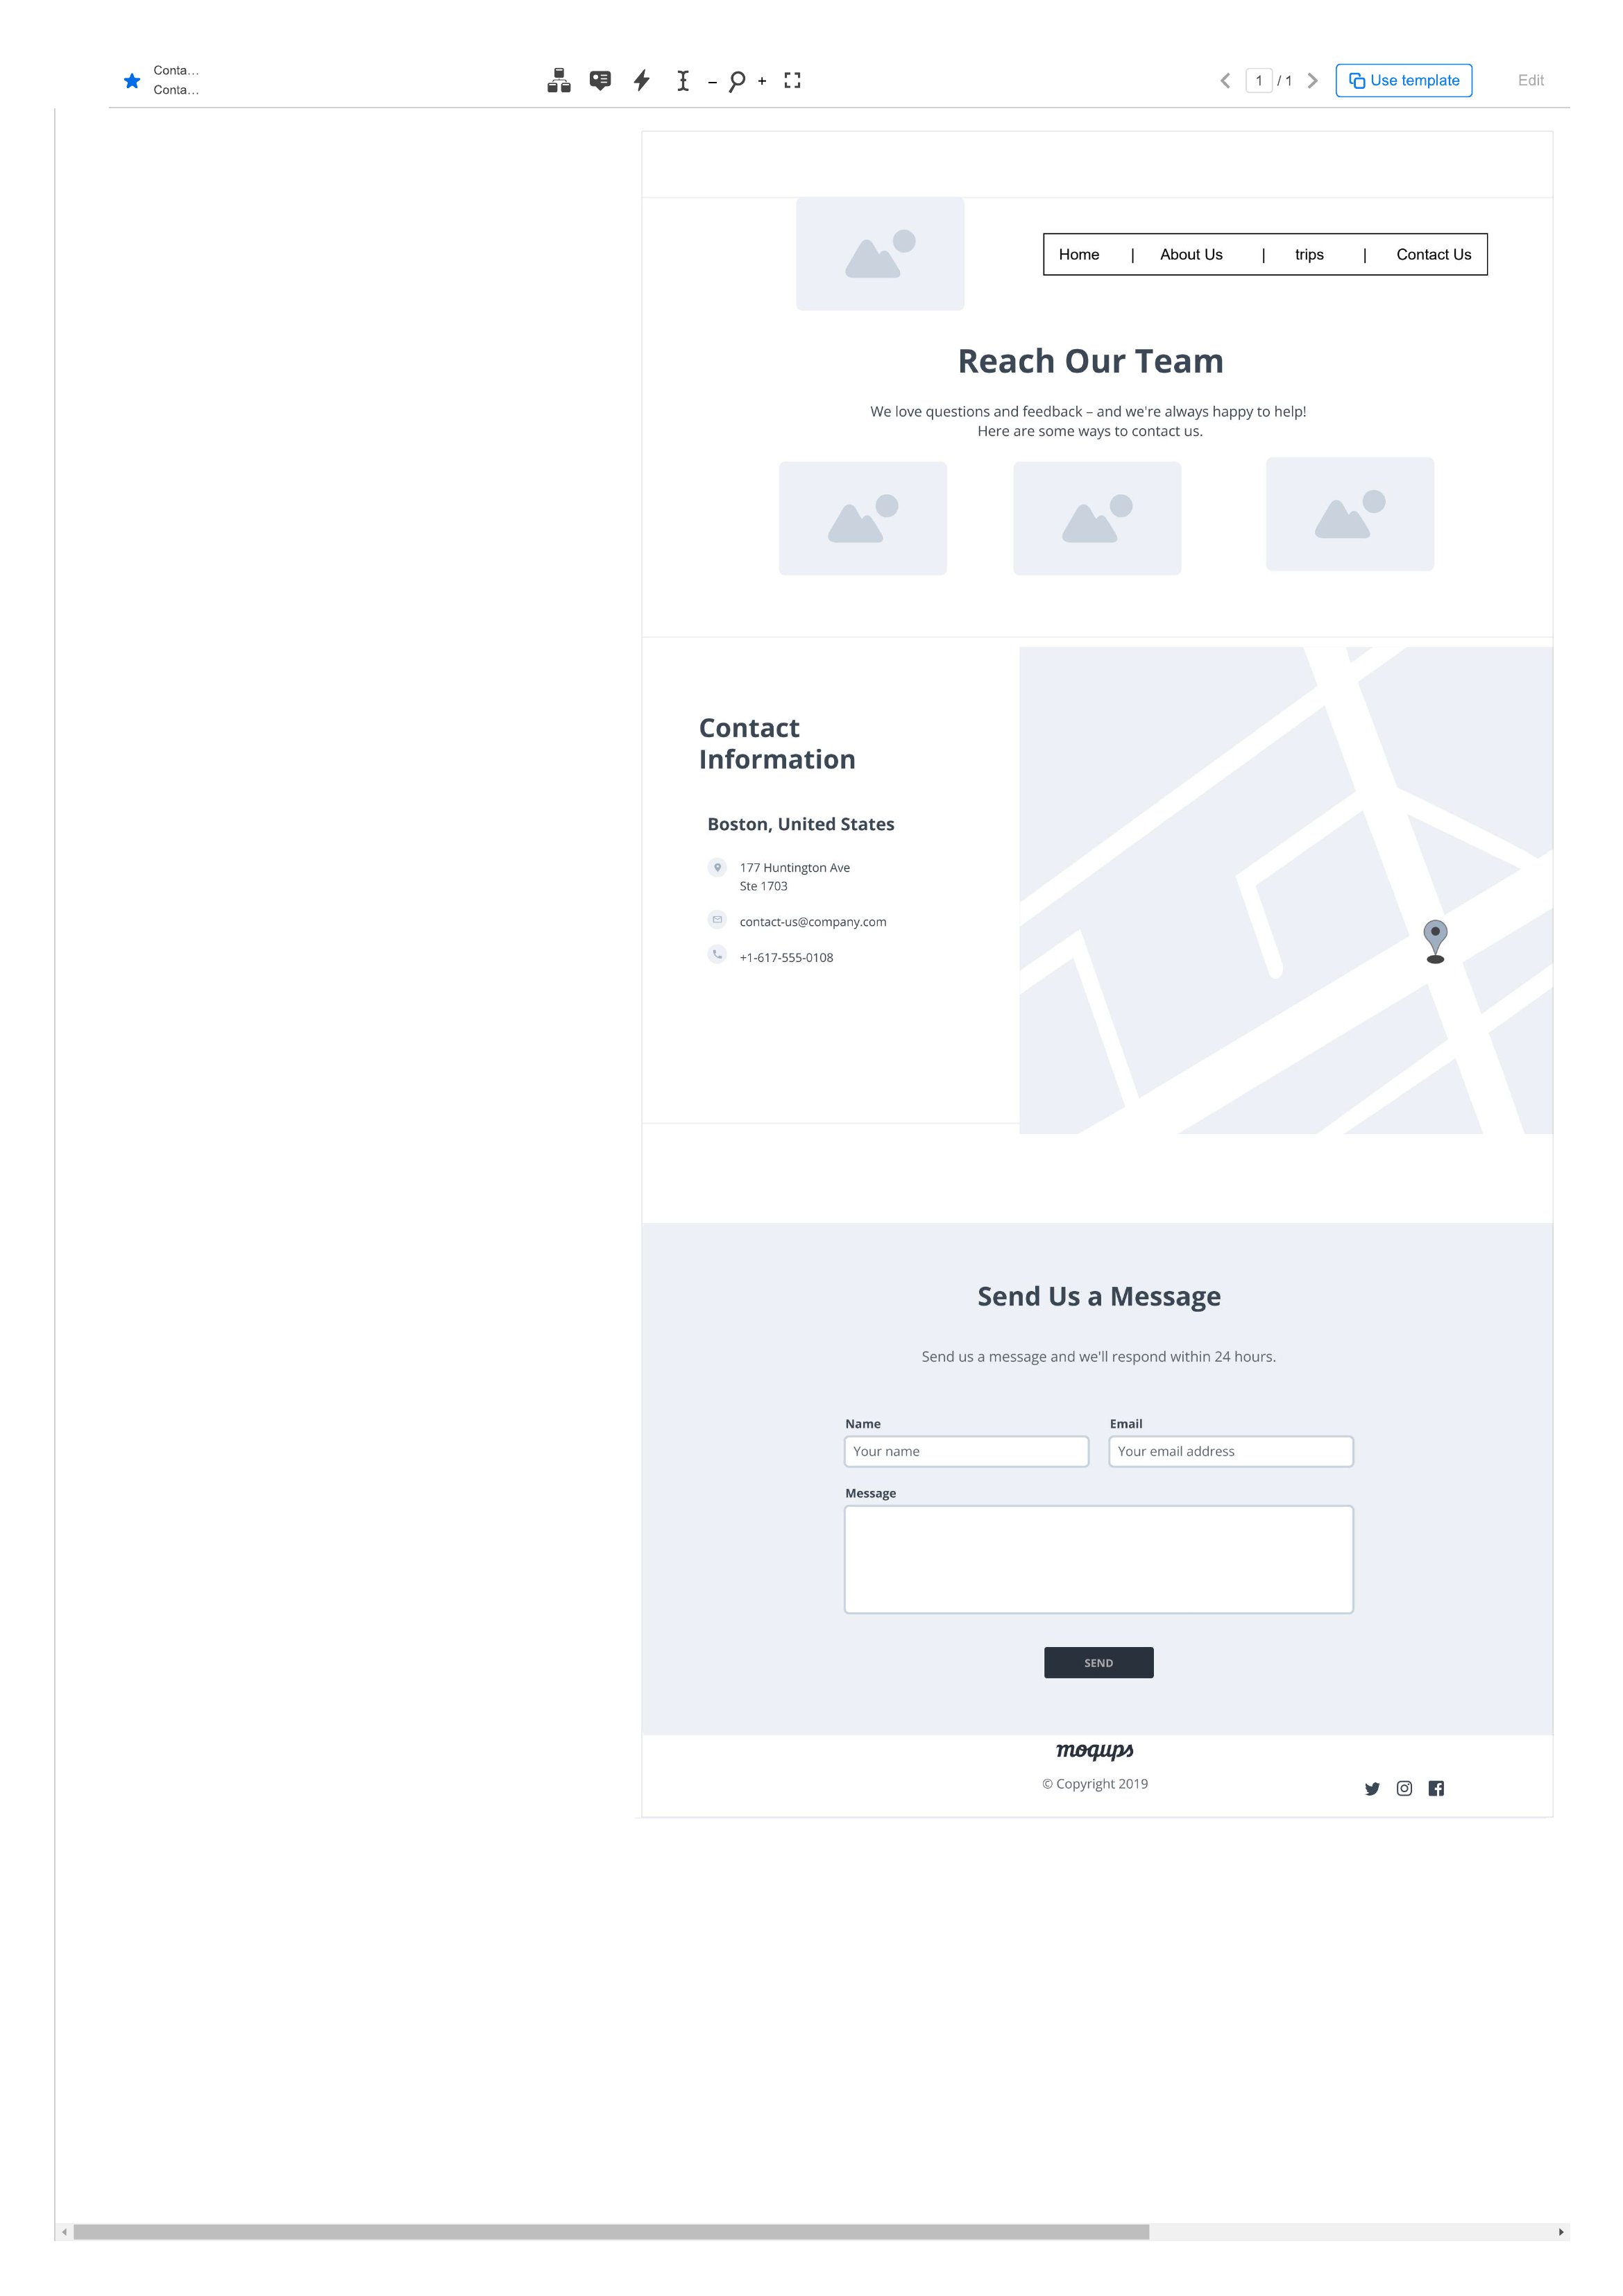 Conta...
Conta...
1 / 1
Use template
Edit
Home | About Us | trips | Contact Us
Reach Our Team
We love questions and feedback – and we're always happy to help!
Here are some ways to contact us.
Contact
Information
Boston, United States
177 Huntington Ave
Ste 1703
contact-us@company.com
+1-617-555-0108
Send Us a Message
Send us a message and we'll respond within 24 hours.
Name Email
Your name Your email address
Message
SEND
moqups
© Copyright 2019